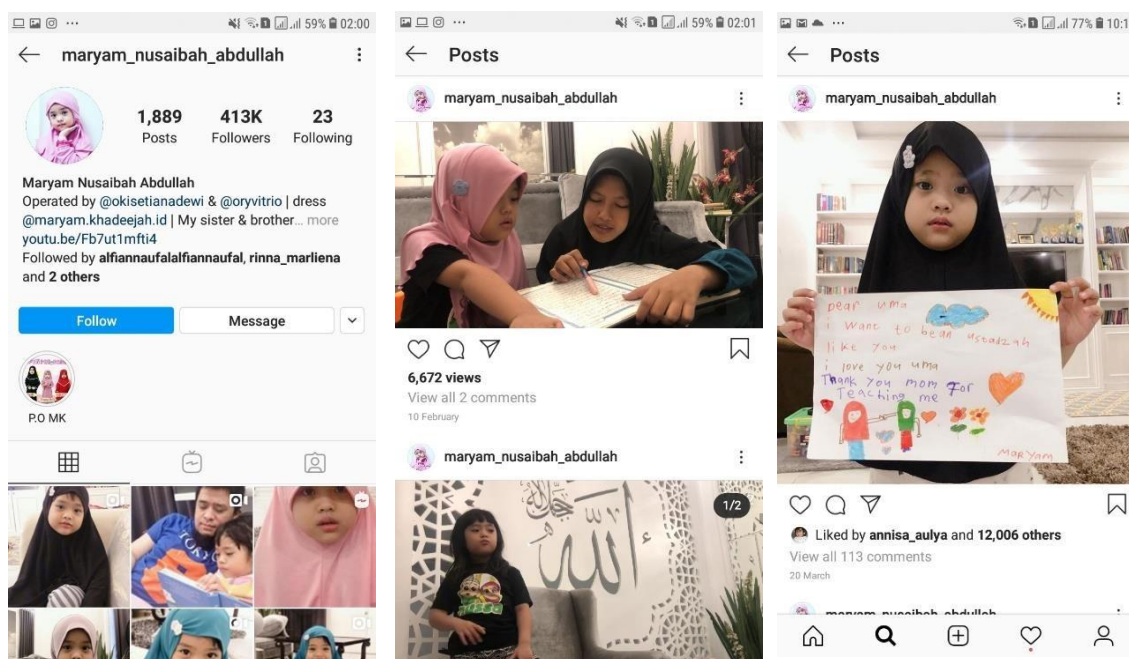 59% 02:00
maryam_nusaibah_abdullah
1,889 413K 23
Posts Followers Following
Maryam Nusaibah Abdullah
Operated by @okisetianadewi & @oryvitrio | dress
@maryam.khadeejah.id | My sister & brother... more
youtu.be/Fb7ut1mfti4
Followed by alfiannaufalalfiannaufal, rinna_marliena
and 2 others
Follow Message
P.O MK
59% 02:01
Posts
maryam_nusaibah_abdullah
6,672 views
View all 2 comments
10 February
maryam_nusaibah_abdullah
1/2
77% 10:1
Posts
maryam_nusaibah_abdullah
Dear uma
i want to be an ustadzah
like you
i love you uma
Thank you mom For
Teaching me
Maryam
Liked by annisa_aulya and 12,006 others
View all 113 comments
20 March
maryam_nusaibah_abdullah